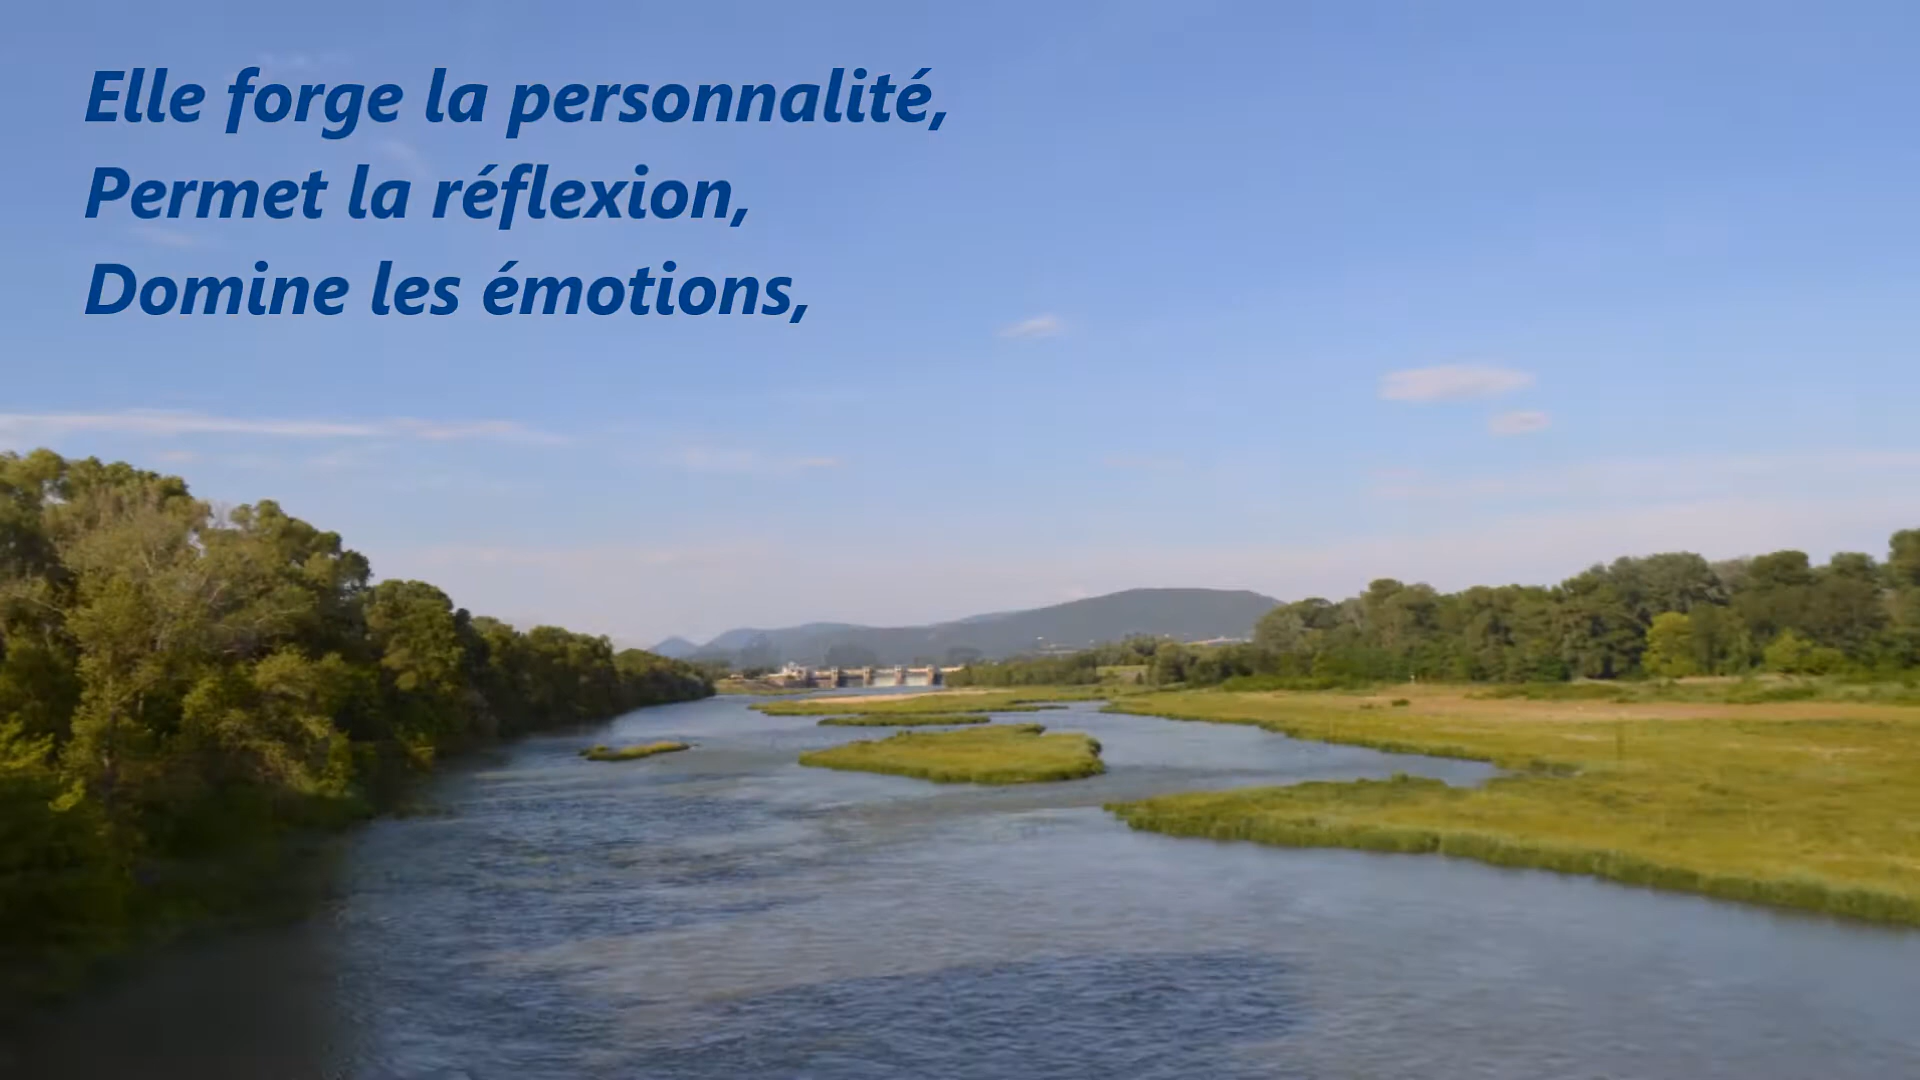 Elle forge la personnalité,
Permet la réflexion,
Domine les émotions,